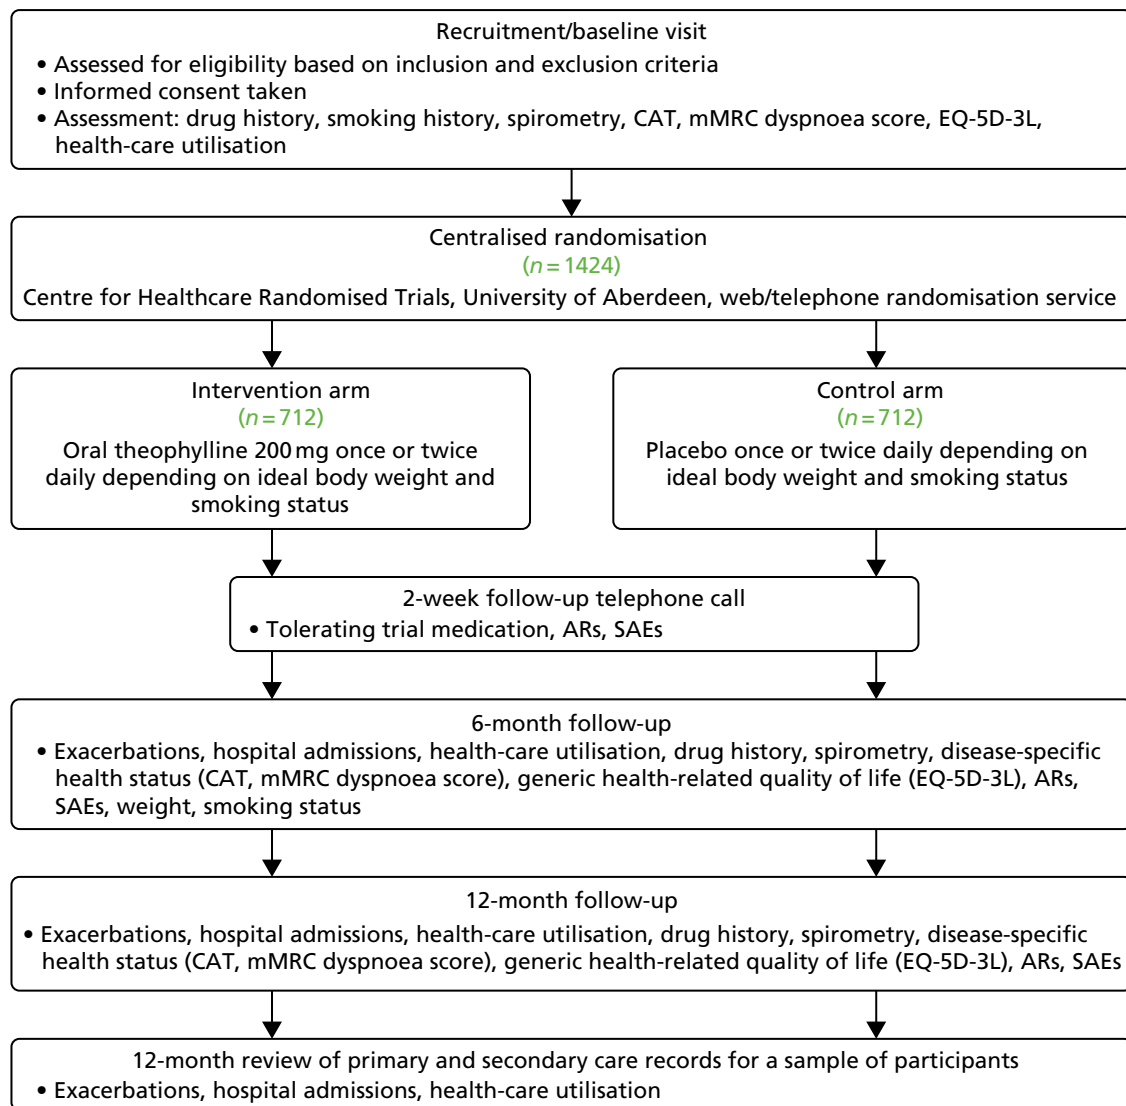 Recruitment/baseline visit
• Assessed for eligibility based on inclusion and exclusion criteria
• Informed consent taken
• Assessment: drug history, smoking history, spirometry, CAT, mMRC dyspnoea score, EQ-5D-3L,
health-care utilisation
Centralised randomisation
(n = 1424)
Centre for Healthcare Randomised Trials, University of Aberdeen, web/telephone randomisation service
Intervention arm
(n = 712)
Oral theophylline 200 mg once or twice
daily depending on ideal body weight and
smoking status
Control arm
(n = 712)
Placebo once or twice daily depending on
ideal body weight and smoking status
2-week follow-up telephone call
• Tolerating trial medication, ARs, SAEs
6-month follow-up
• Exacerbations, hospital admissions, health-care utilisation, drug history, spirometry, disease-specific
health status (CAT, mMRC dyspnoea score), generic health-related quality of life (EQ-5D-3L), ARs,
SAEs, weight, smoking status
12-month follow-up
• Exacerbations, hospital admissions, health-care utilisation, drug history, spirometry, disease-specific
health status (CAT, mMRC dyspnoea score), generic health-related quality of life (EQ-5D-3L), ARs, SAEs
12-month review of primary and secondary care records for a sample of participants
• Exacerbations, hospital admissions, health-care utilisation